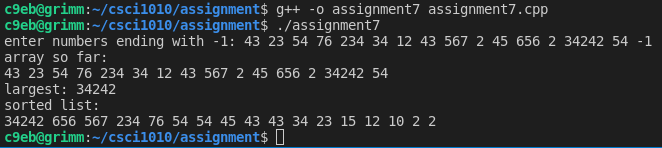 c9eb@grimm:~/csci1010/assignment$ g++ -o assignment7 assignment7.cpp
c9eb@grimm:~/csci1010/assignment$ ./assignment7
enter numbers ending with -1: 43 23 54 76 234 34 12 43 567 2 45 656 2 34242 54 -1
array so far:
43 23 54 76 234 34 12 43 567 2 45 656 2 34242 54
largest: 34242
sorted list:
34242 656 567 234 76 54 54 45 43 43 34 23 15 12 10 2 2
c9eb@grimm:~/csci1010/assignment$